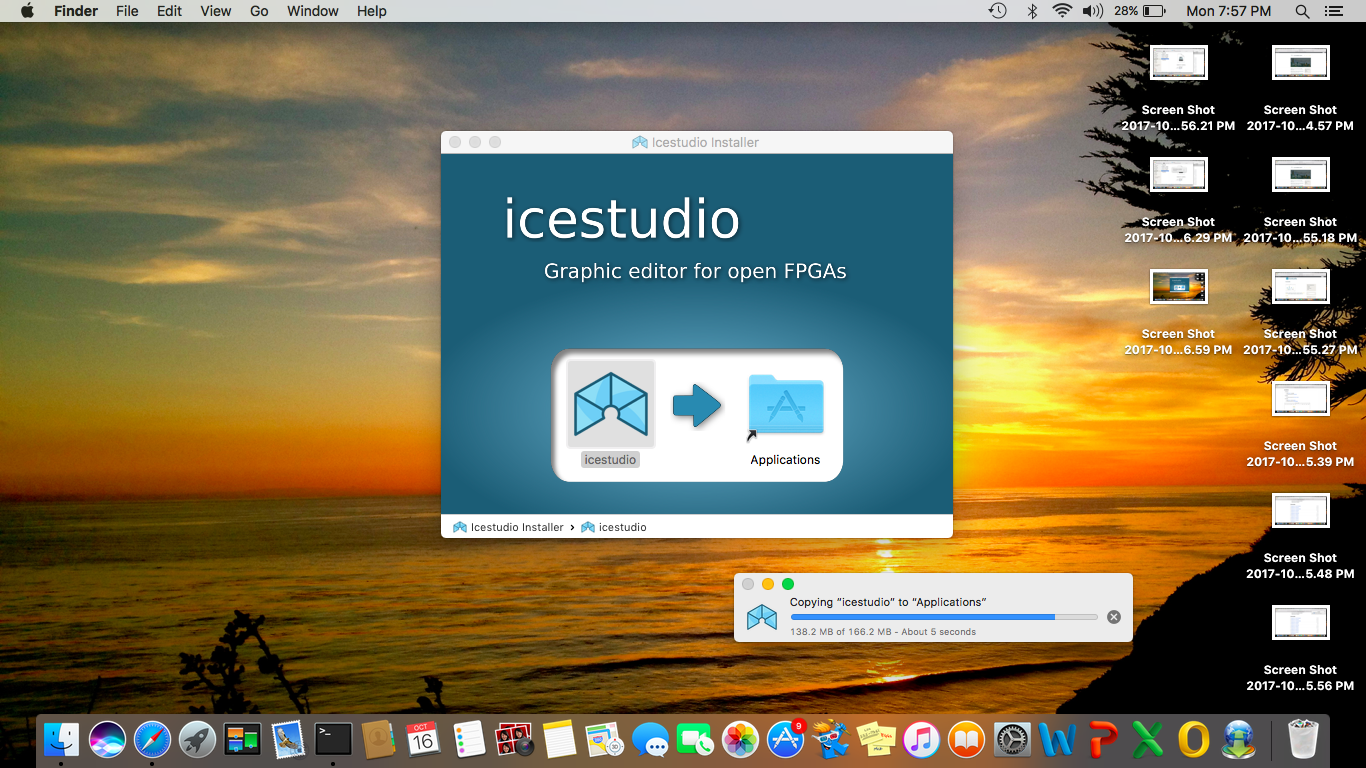 Finder File Edit View Go Window Help
28% Mon 7:57 PM
Screen Shot
2017-10...56.21 PM
Screen Shot
2017-10...4.57 PM
Screen Shot
2017-10...6.29 PM
Screen Shot
2017-10...55.18 PM
Screen Shot
2017-10...6.59 PM
Screen Shot
2017-10...55.27 PM
Screen Shot
2017-10...5.39 PM
Screen Shot
2017-10...5.48 PM
Screen Shot
2017-10...5.56 PM
Icestudio Installer
icestudio
Graphic editor for open FPGAs
icestudio
Applications
Icestudio Installer › icestudio
Copying “icestudio” to “Applications”
138.2 MB of 166.2 MB - About 5 seconds
>_
OCT
16
9